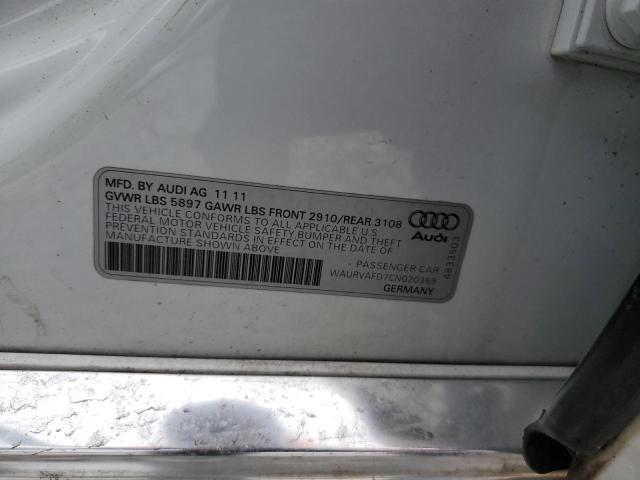 MFD. BY AUDI AG 11 11
GVWR LBS 5897 GAWR LBS FRONT 2910/REAR 3108
THIS VEHICLE CONFORMS TO ALL APPLICABLE U S
FEDERAL MOTOR VEHICLE SAFETY, BUMPER AND THEFT
PREVENTION STANDARDS IN EFFECT ON THE DATE OF
MANUFACTURE SHOWN ABOVE
- PASSENGER CAR
WAURVAFD7CN020369
GERMANY
Audi
4833503